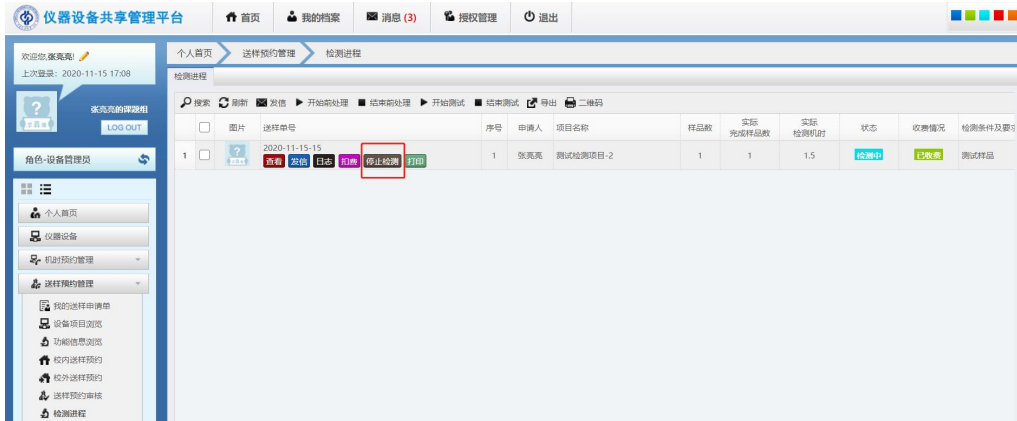 仪器设备共享管理平台 首页 我的档案 消息 (3) 授权管理 退出
欢迎您,张亮亮!
上次登录: 2020-11-15 17:08
张亮亮的课题组
LOG OUT
角色-设备管理员
个人首页
仪器设备
机时预约管理
送样预约管理
我的送样申请单
设备项目浏览
功能信息浏览
校内送样预约
校外送样预约
送样预约审核
检测进程
个人首页 送样预约管理 检测进程
检测进程
搜索 刷新 发信 开始前处理 结束前处理 开始测试 结束测试 导出 二维码
图片 送样单号 序号 申请人 项目名称 样品数 实际完成样品数 实际检测机时 状态 收费情况 检测条件及要求
1 2020-11-15-15 1 张亮亮 测试检测项目-2 1 1 1.5 检测中 已收费 测试样品
查看 发信 日志 扣费 停止检测 打印